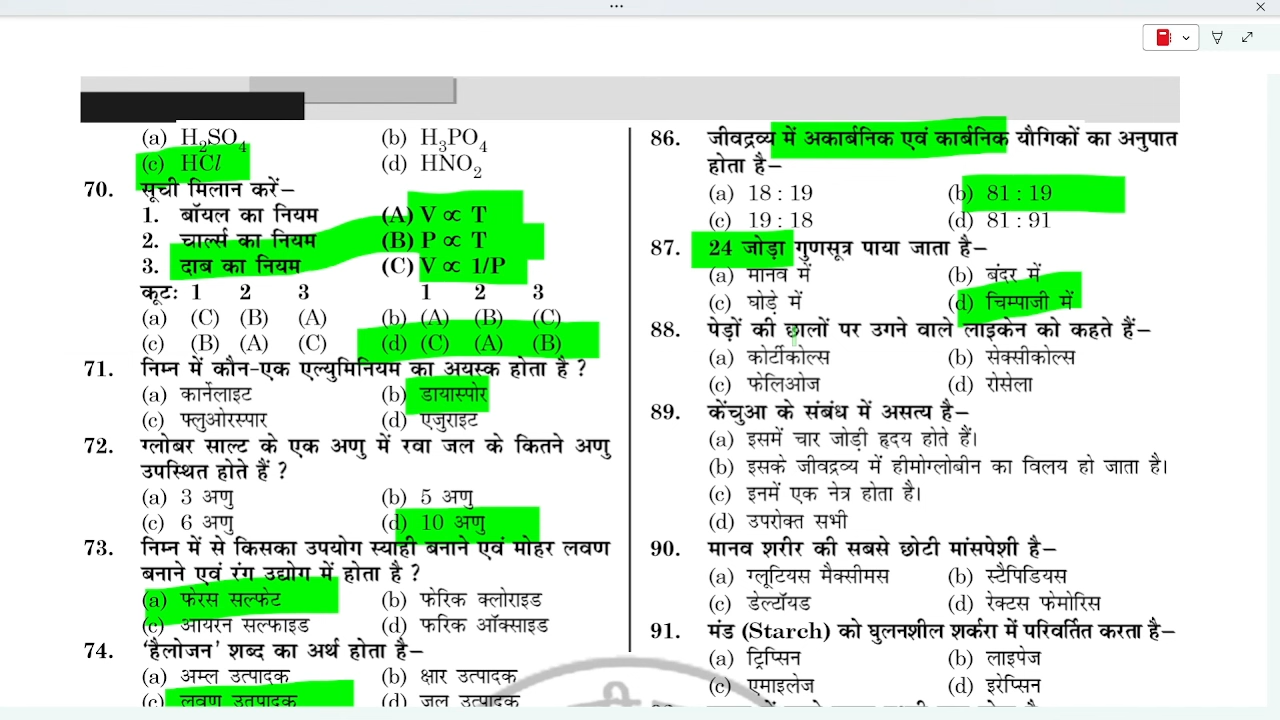 (a) H₂SO₄ (b) H₃PO₄
(c) HCl (d) HNO₂
70. सूची मिलान करें–
1. बॉयल का नियम (A) V ∝ T
2. चार्ल्स का नियम (B) P ∝ T
3. दाब का नियम (C) V ∝ 1/P
कूटः 1 2 3 1 2 3
(a) (C) (B) (A) (b) (A) (B) (C)
(c) (B) (A) (C) (d) (C) (A) (B)
71. निम्न में कौन-एक एल्युमिनियम का अयस्क होता है ?
(a) कार्नेलाइट (b) डायास्पोर
(c) फ्लुओरस्पार (d) एजुराइट
72. ग्लोबर साल्ट के एक अणु में रवा जल के कितने अणु
उपस्थित होते हैं ?
(a) 3 अणु (b) 5 अणु
(c) 6 अणु (d) 10 अणु
73. निम्न में से किसका उपयोग स्याही बनाने एवं मोहर लवण
बनाने एवं रंग उद्योग में होता है ?
(a) फेरस सल्फेट (b) फेरिक क्लोराइड
(c) आयरन सल्फाइड (d) फरिक ऑक्साइड
74. ‘हैलोजन’ शब्द का अर्थ होता है–
(a) अम्ल उत्पादक (b) क्षार उत्पादक
(c) लवण उतपादक (d) जल उत्पादक
86. जीवद्रव्य में अकार्बनिक एवं कार्बनिक यौगिकों का अनुपात
होता है–
(a) 18 : 19 (b) 81 : 19
(c) 19 : 18 (d) 81 : 91
87. 24 जोड़ा गुणसूत्र पाया जाता है–
(a) मानव में (b) बंदर में
(c) घोड़े में (d) चिम्पाजी में
88. पेड़ों की छालों पर उगने वाले लाइकेन को कहते हैं–
(a) कोर्टीकोल्स (b) सेक्सीकोल्स
(c) फेलिओज (d) रोसेला
89. केंचुआ के संबंध में असत्य है–
(a) इसमें चार जोड़ी हृदय होते हैं।
(b) इसके जीवद्रव्य में हीमोग्लोबीन का विलय हो जाता है।
(c) इनमें एक नेत्र होता है।
(d) उपरोक्त सभी
90. मानव शरीर की सबसे छोटी मांसपेशी है–
(a) ग्लूटियस मैक्सीमस (b) स्टैपिडियस
(c) डेल्टॉयड (d) रेक्टस फेमोरिस
91. मंड (Starch) को घुलनशील शर्करा में परिवर्तित करता है–
(a) ट्रिप्सिन (b) लाइपेज
(c) एमाइलेज (d) इरेप्सिन